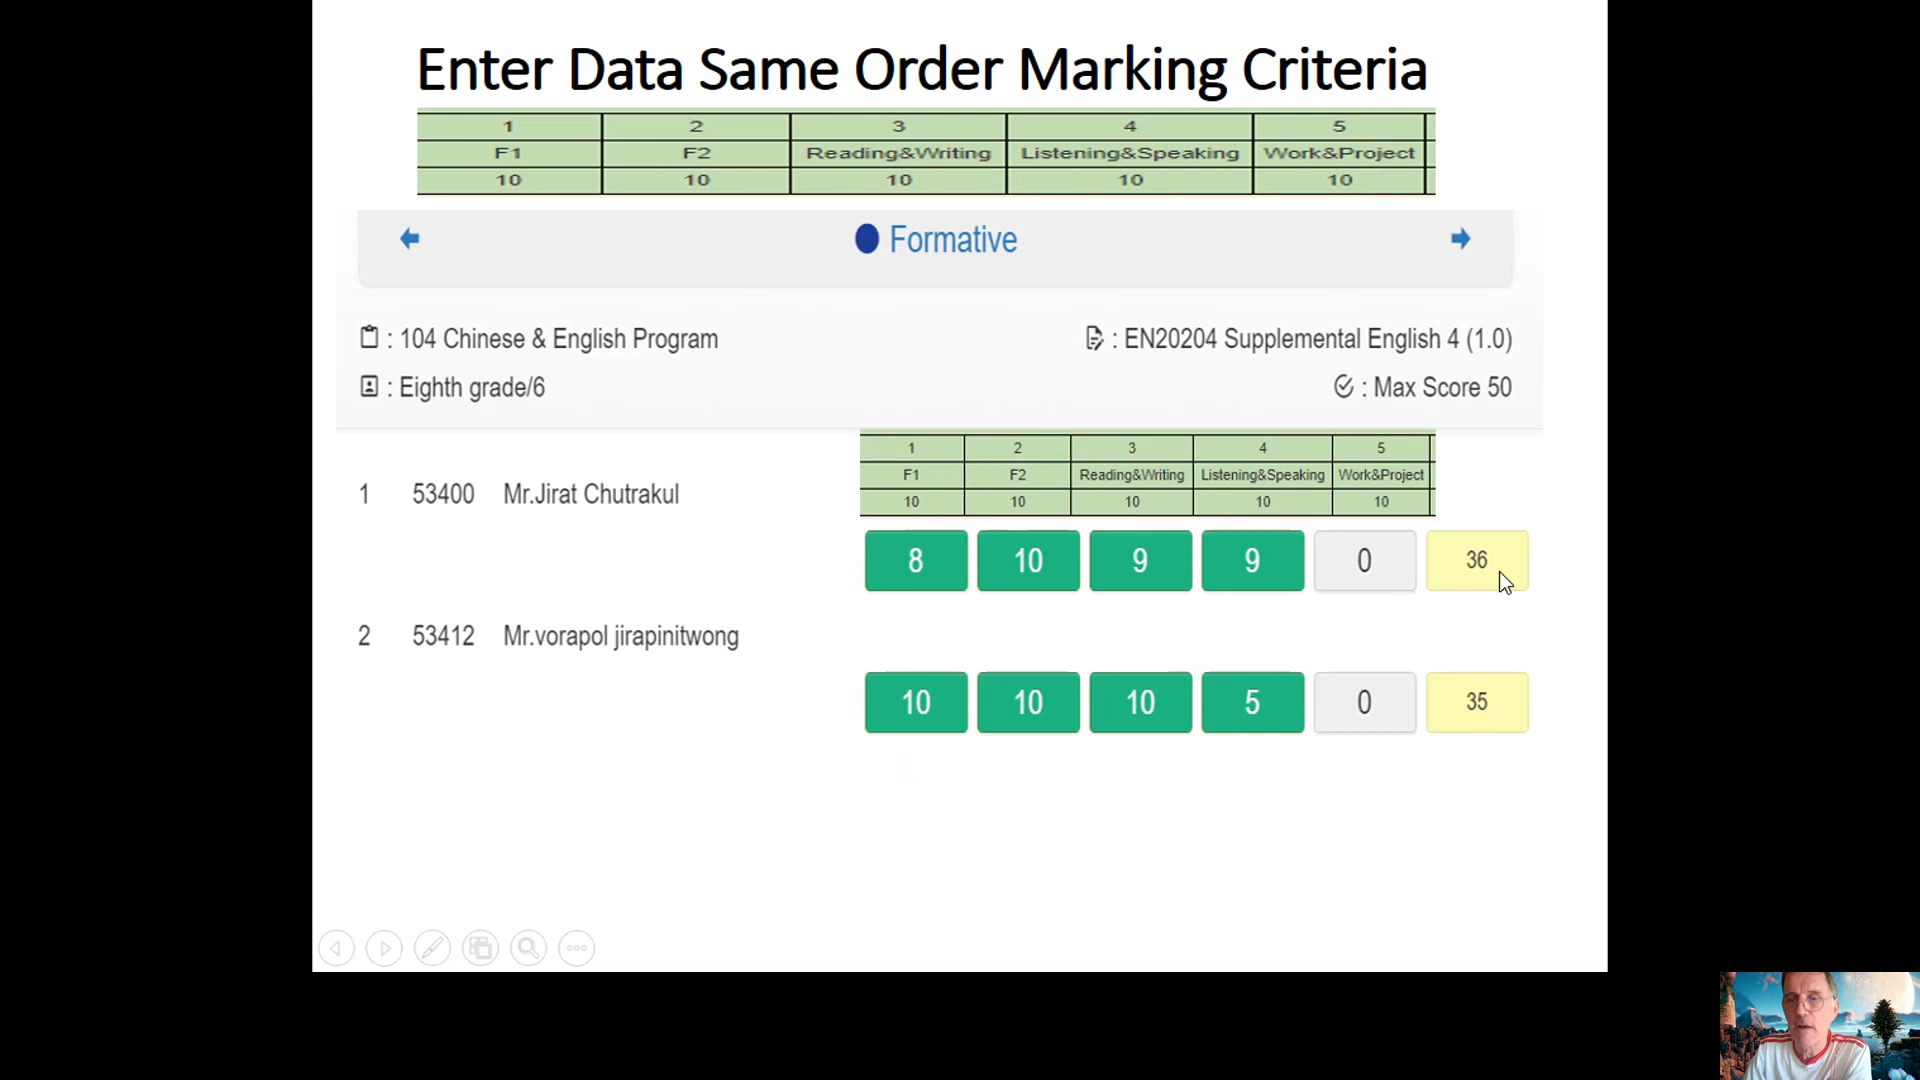 Enter Data Same Order Marking Criteria
1 2 3 4 5
F1 F2 Reading&Writing Listening&Speaking Work&Project
10 10 10 10 10
Formative
: 104 Chinese & English Program : EN20204 Supplemental English 4 (1.0)
: Eighth grade/6 : Max Score 50
1 2 3 4 5
F1 F2 Reading&Writing Listening&Speaking Work&Project
1 53400 Mr.Jirat Chutrakul
10 10 10 10 10
8 10 9 9 0 36
2 53412 Mr.vorapol jirapinitwong
10 10 10 5 0 35